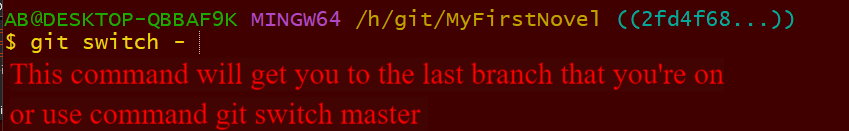 AB@DESKTOP-QBBAF9K MINGW64 /h/git/MyFirstNovel ((2fd4f68...))
$ git switch -
This command will get you to the last branch that you're on
or use command git switch master